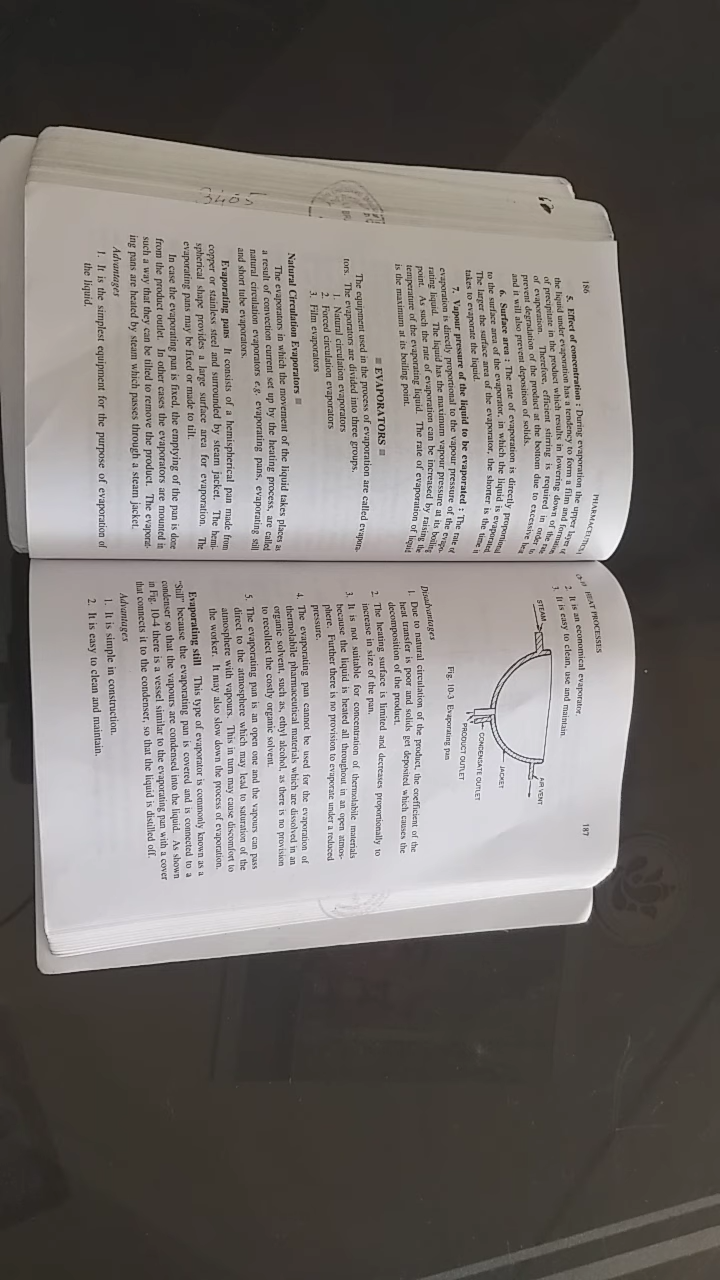 186
PHARMACEUTICS
5. Effect of concentration : During evaporation the upper layer of
the liquid under evaporation has a tendency to form a film and formation
of precipitate in the product which results in lowering down of the rate
of evaporation. Therefore, efficient stirring is required in order to
prevent degradation of the product at the bottom due to excessive heat
and it will also prevent deposition of solids.
6. Surface area : The rate of evaporation is directly proportional
to the surface area of the evaporator, in which the liquid is evaporated
The larger the surface area of the evaporator, the shorter is the time it
takes to evaporate the liquid.
7. Vapour pressure of the liquid to be evaporated : The rate of
evaporation is directly proportional to the vapour pressure of the evapo-
rating liquid. The liquid has the maximum vapour pressure at its boiling
point. As such the rate of evaporation can be increased by raising the
temperature of the evaporating liquid. The rate of evaporation of liquid
is the maximum at its boiling point.
■ EVAPORATORS ■
The equipment used in the process of evaporation are called evapora-
tors. The evaporators are divided into three groups.
1. Natural circulation evaporators
2. Forced circulation evaporators
3. Film evaporators
Natural Circulation Evaporators ■
The evaporators in which the movement of the liquid takes places as
a result of convection current set up by the heating process, are called
natural circulation evaporators e.g. evaporating pans, evaporating still
and short tube evaporators.
Evaporating pans It consists of a hemispherical pan made from
copper or stainless steel and surrounded by steam jacket. The hemi-
spherical shape provides a large surface area for evaporation. The
evaporating pans may be fixed or made to tilt.
In case the evaporating pan is fixed, the emptying of the pan is done
from the product outlet. In other cases the evaporators are mounted in
such a way that they can be tilted to remove the product. The evaporat-
ing pans are heated by steam which passes through a steam jacket.
Advantages
1. It is the simplest equipment for the purpose of evaporation of
the liquid.
3405
HEAT PROCESSES
187
2. It is an economical evaporator.
3. It is easy to clean, use and maintain.
STEAM
AIR VENT
JACKET
CONDENSATE OUTLET
PRODUCT OUTLET
Fig. 10-3 Evaporating pan
Disadvantages
1. Due to natural circulation of the product, the coefficient of the
heat transfer is poor and solids get deposited which causes the
decomposition of the product.
2. The heating surface is limited and decreases proportionally to
increase in size of the pan.
3. It is not suitable for concentration of thermolabile materials
because the liquid is heated all throughout in an open atmos-
phere. Further there is no provision to evaporate under a reduced
pressure.
4. The evaporating pan cannot be used for the evaporation of
thermolabile pharmaceutical materials which are dissolved in an
organic solvent, such as, ethyl alcohol, as there is no provision
to recollect the costly organic solvent.
5. The evaporating pan is an open one and the vapours can pass
direct to the atmosphere which may lead to saturation of the
atmosphere with vapours. This in turn may cause discomfort to
the worker. It may also slow down the process of evaporation.
Evaporating still This type of evaporator is commonly known as a
"Still" because the evaporating pan is covered and is connected to a
condenser so that the vapours are condensed into the liquid. As shown
in Fig. 10-4 there is a vessel similar to the evaporating pan with a cover
that connects it to the condenser, so that the liquid is distilled off.
Advantages
1. It is simple in construction.
2. It is easy to clean and maintain.